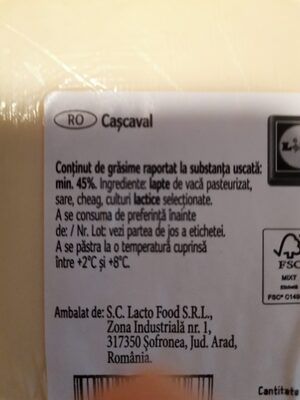 RO Cașcaval
Conținut de grăsime raportat la substanța uscată:
min. 45%. Ingrediente: lapte de vacă pasteurizat,
sare, cheag, culturi lactice selecționate.
A se consuma de preferință înainte
de: / Nr. Lot: vezi partea de jos a etichetei.
A se păstra la o temperatură cuprinsă
între +2°C și +8°C.
FSC
MIXT
FSC® C149
Ambalat de: S.C. Lacto Food S.R.L.,
Zona Industrială nr. 1,
317350 Șofronea, Jud. Arad,
România.
Cantitate